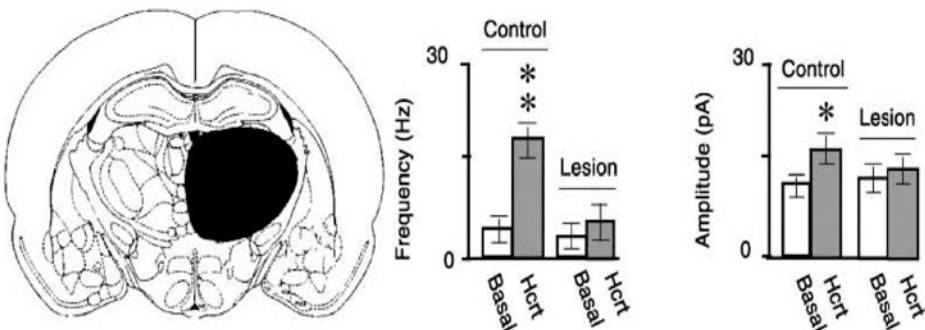 Control
30
**
Frequency (Hz)
Lesion
0
Basal
Hcrt
Basal
Hcrt
30
Control
*
Amplitude (pA)
Lesion
0
Basal
Hcrt
Basal
Hcrt